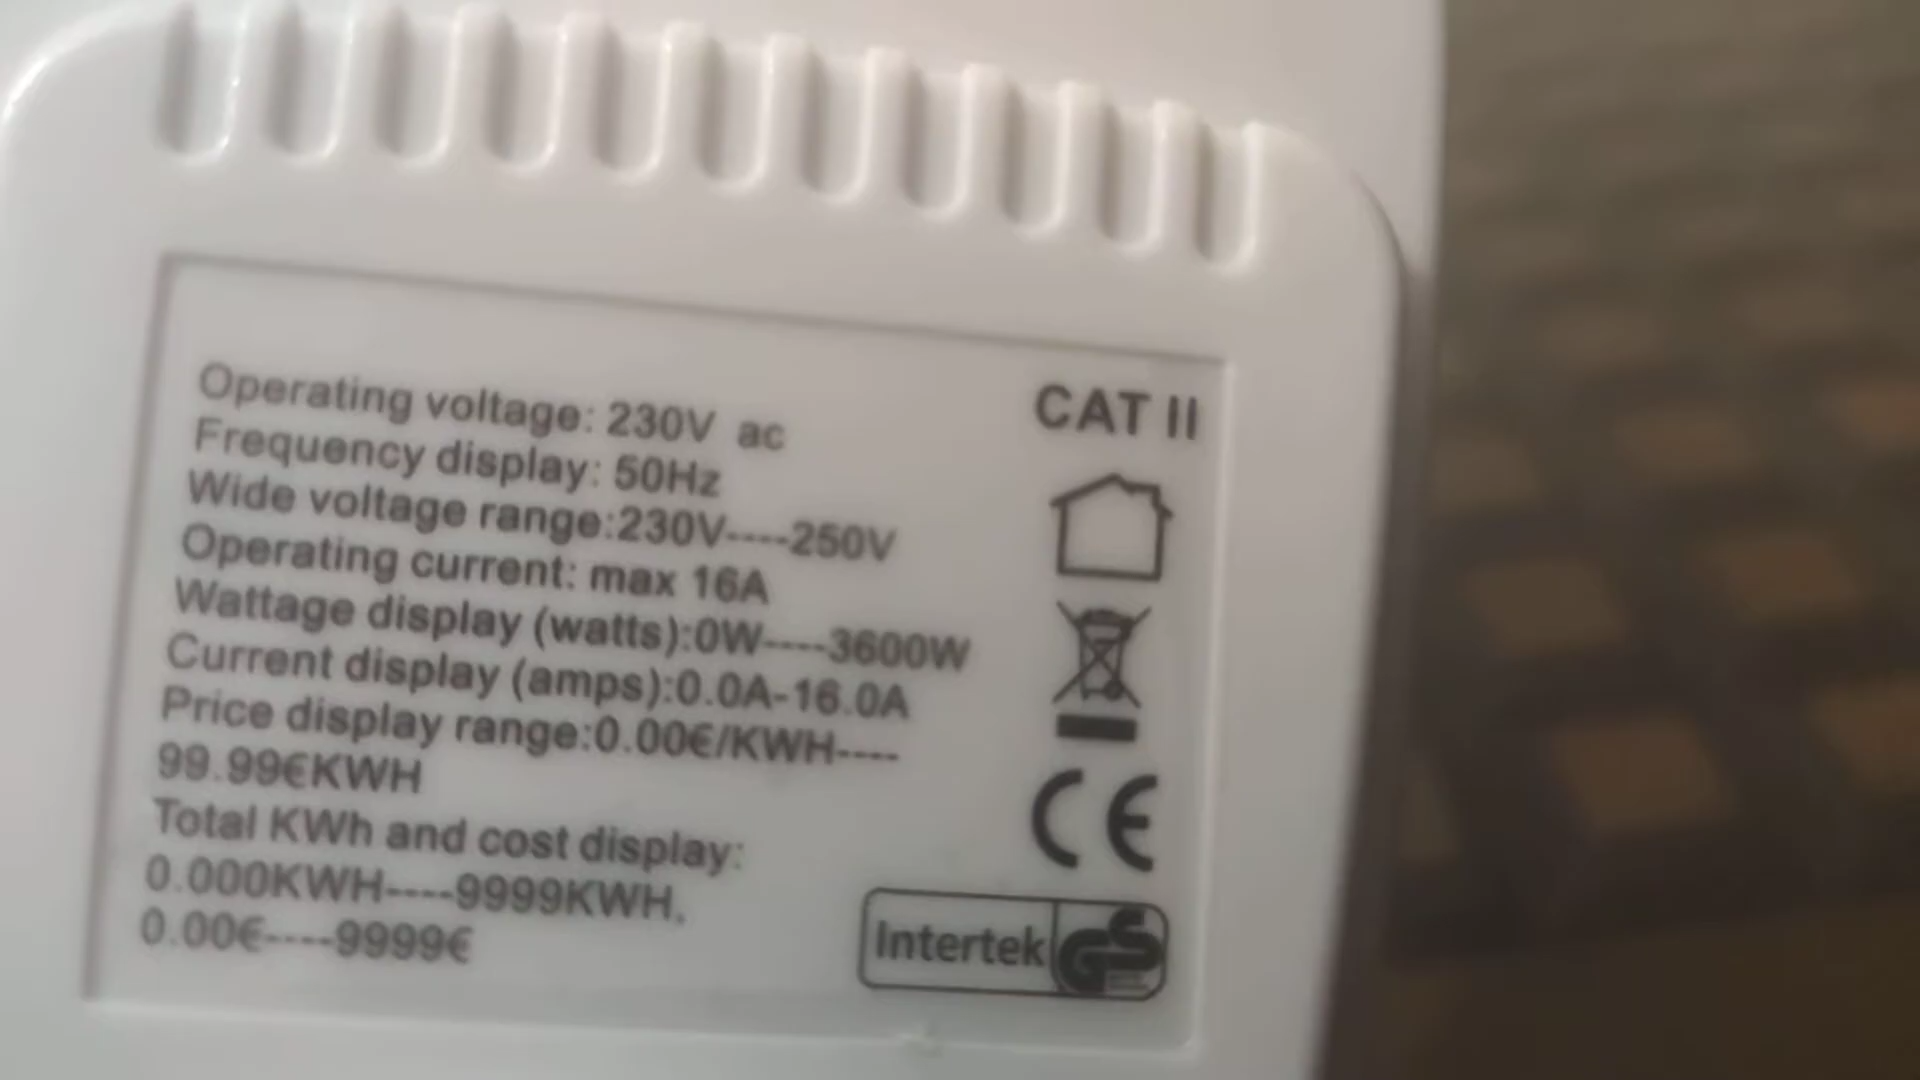 Operating voltage: 230V ac
Frequency display: 50Hz
Wide voltage range:230V----250V
Operating current: max 16A
Wattage display (watts):0W----3600W
Current display (amps):0.0A-16.0A
Price display range:0.00€/KWH----
99.99€KWH
Total KWh and cost display:
0.000KWH----9999KWH.
0.00€----9999€
CAT II
CE
Intertek GS